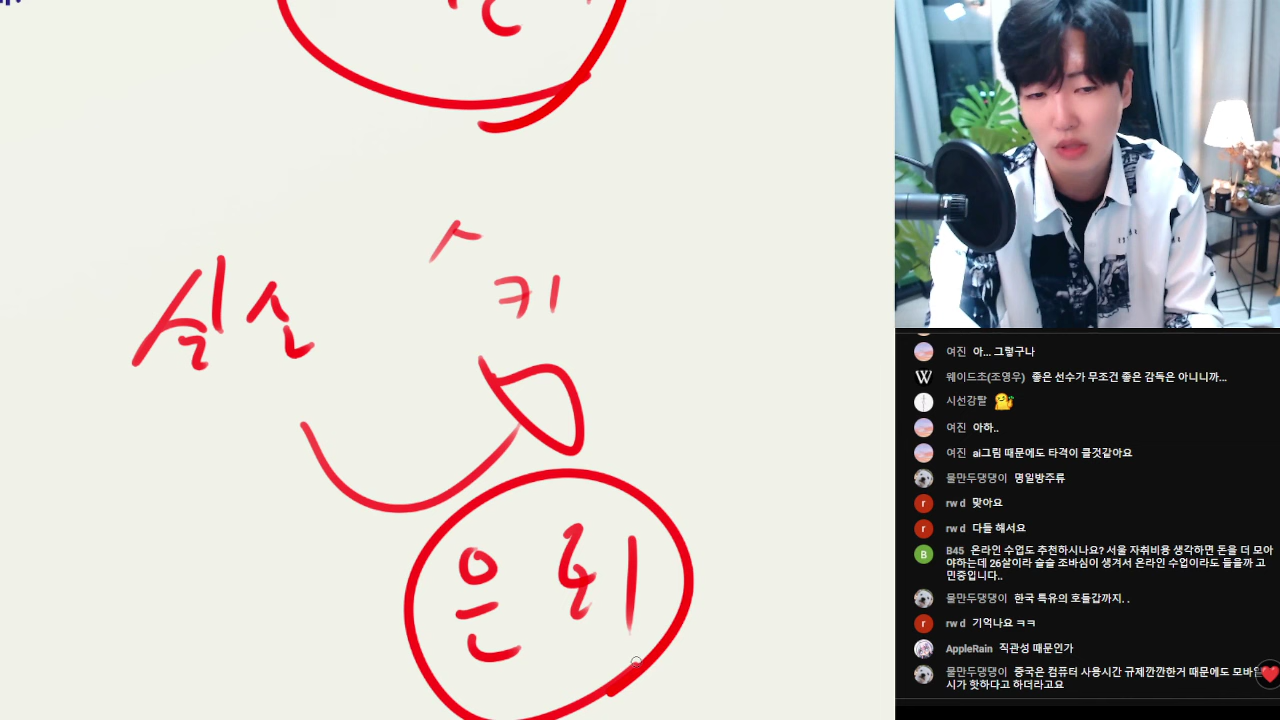 실신
스키
은퇴
여진 아... 그렇구나
웨이드초(조영우) 좋은 선수가 무조건 좋은 감독은 아니니까...
시선강탈
여진 아하..
여진 ai그림 때문에도 타격이 클것같아요
물만두댕댕이 명일방주류
r rw d 맞아요
r rw d 다들 해서요
B B45 온라인 수업도 추천하시나요? 서울 자취비용 생각하면 돈을 더 모아
야하는데 26살이라 슬슬 조바심이 생겨서 온라인 수업이라도 들을까 고
민중입니다..
물만두댕댕이 한국 특유의 호들갑까지. .
r rw d 기억나요 ㅋㅋ
AppleRain 직관성 때문인가
물만두댕댕이 중국은 컴퓨터 사용시간 규제깐깐한거 때문에도 모바일
시가 핫하다고 하더라고요